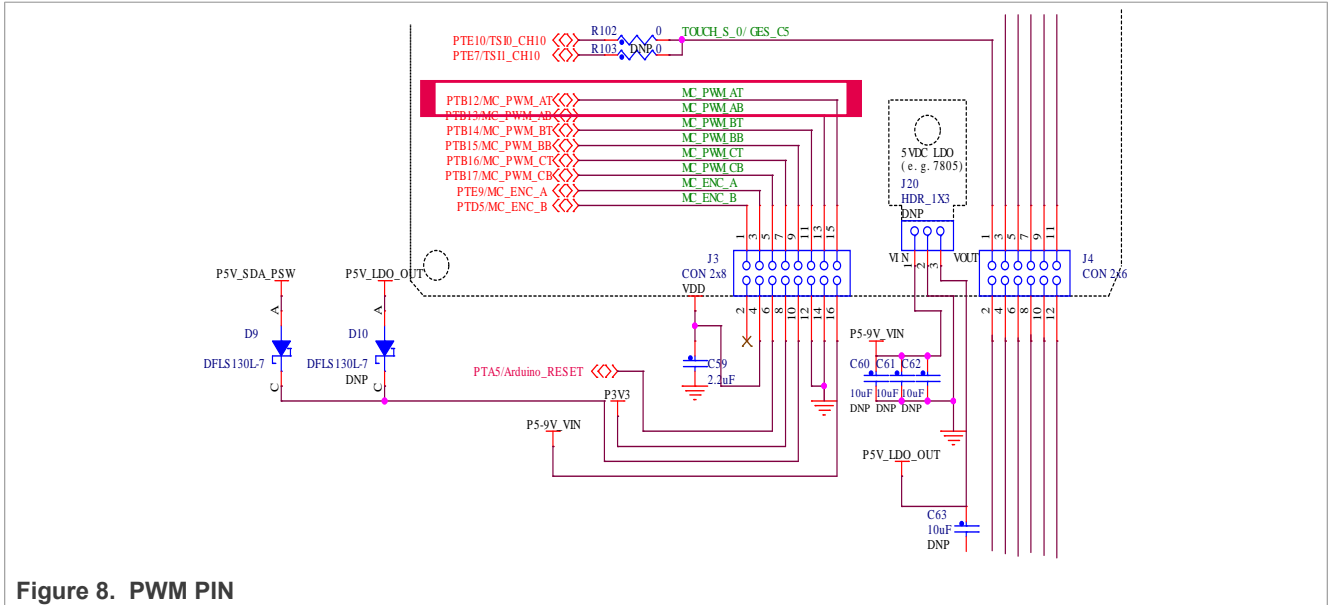 R102 0 TOUCH_S_0/ GES_C5
PTE10/TSI0_CH10
R103 DNP 0
PTE7/TSI1_CH10
PTB12/MC_PWM_AT MC_PWM_AT
PTB13/MC_PWM_AB MC_PWM_AB
PTB14/MC_PWM_BT MC_PWM_BT
PTB15/MC_PWM_BB MC_PWM_BB
PTB16/MC_PWM_CT MC_PWM_CT
PTB17/MC_PWM_CB MC_PWM_CB
PTE9/MC_ENC_A MC_ENC_A
PTD5/MC_ENC_B MC_ENC_B
5VDC LDO
(e. g. 7805)
J20
HDR_1X3
DNP
1 3 5 7 9 11 13 15
1 3 5 7 9 11
J3
CON 2x8
VIN 1 2 3 VOUT
J4
CON 2x6
2 4 6 8 10 12 14 16
2 4 6 8 10 12
P5V_SDA_PSW
P5V_LDO_OUT
VDD
A A
D9
DFLS130L-7
D10
DFLS130L-7
DNP
C C
C59
2.2uF
PTA5/Arduino_RESET
P3V3
P5-9V_VIN
P5-9V_VIN
C60 C61 C62
10uF 10uF 10uF
DNP DNP DNP
P5V_LDO_OUT
C63
10uF
DNP
Figure 8. PWM PIN